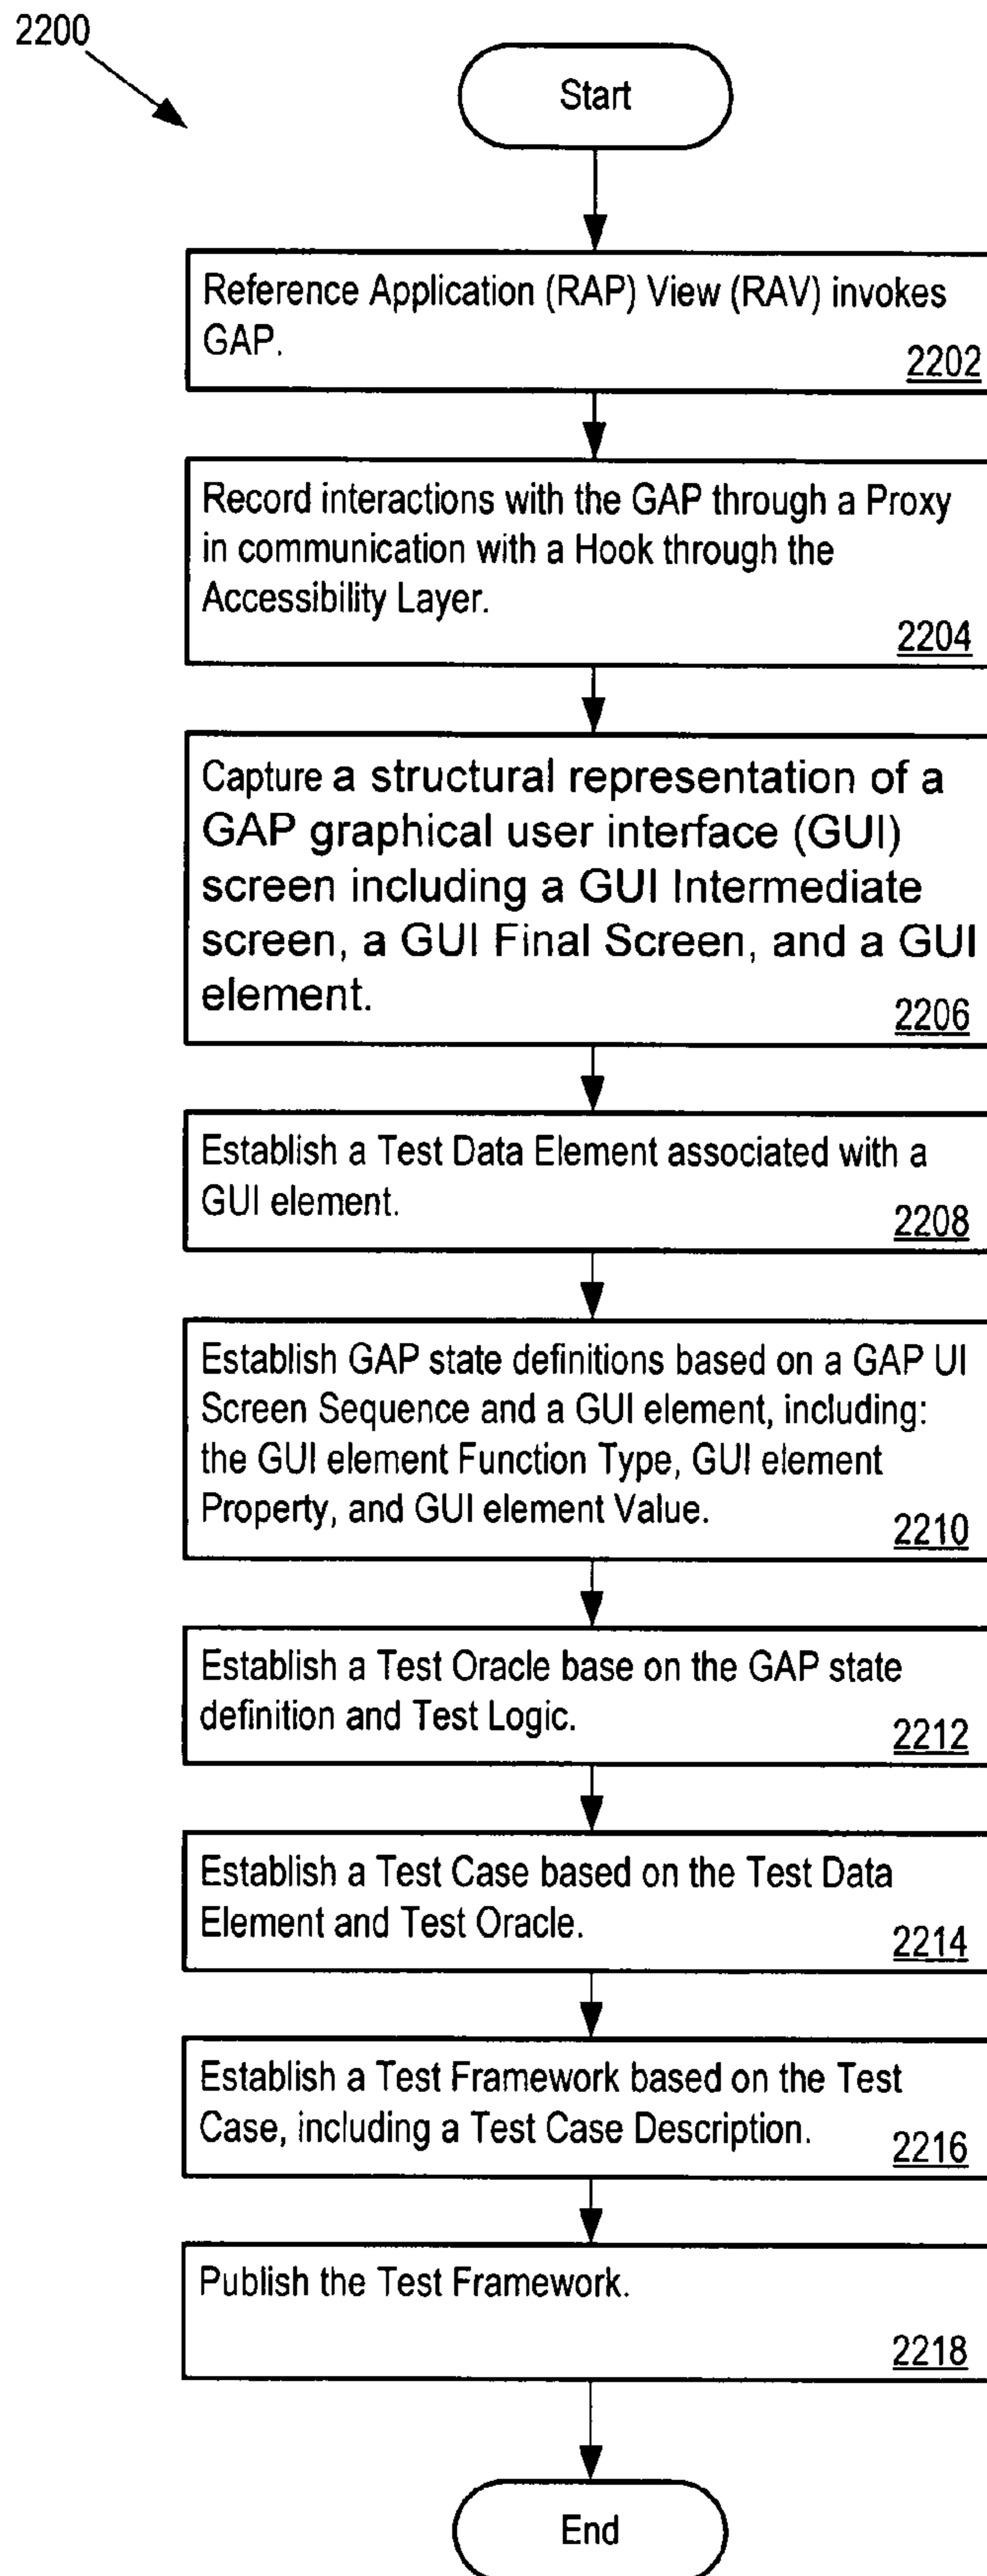 2200
Start
Reference Application (RAP) View (RAV) invokes
GAP.
2202
Record interactions with the GAP through a Proxy
in communication with a Hook through the
Accessibility Layer.
2204
Capture a structural representation of a
GAP graphical user interface (GUI)
screen including a GUI Intermediate
screen, a GUI Final Screen, and a GUI
element.
2206
Establish a Test Data Element associated with a
GUI element.
2208
Establish GAP state definitions based on a GAP UI
Screen Sequence and a GUI element, including:
the GUI element Function Type, GUI element
Property, and GUI element Value.
2210
Establish a Test Oracle base on the GAP state
definition and Test Logic.
2212
Establish a Test Case based on the Test Data
Element and Test Oracle.
2214
Establish a Test Framework based on the Test
Case, including a Test Case Description.
2216
Publish the Test Framework.
2218
End